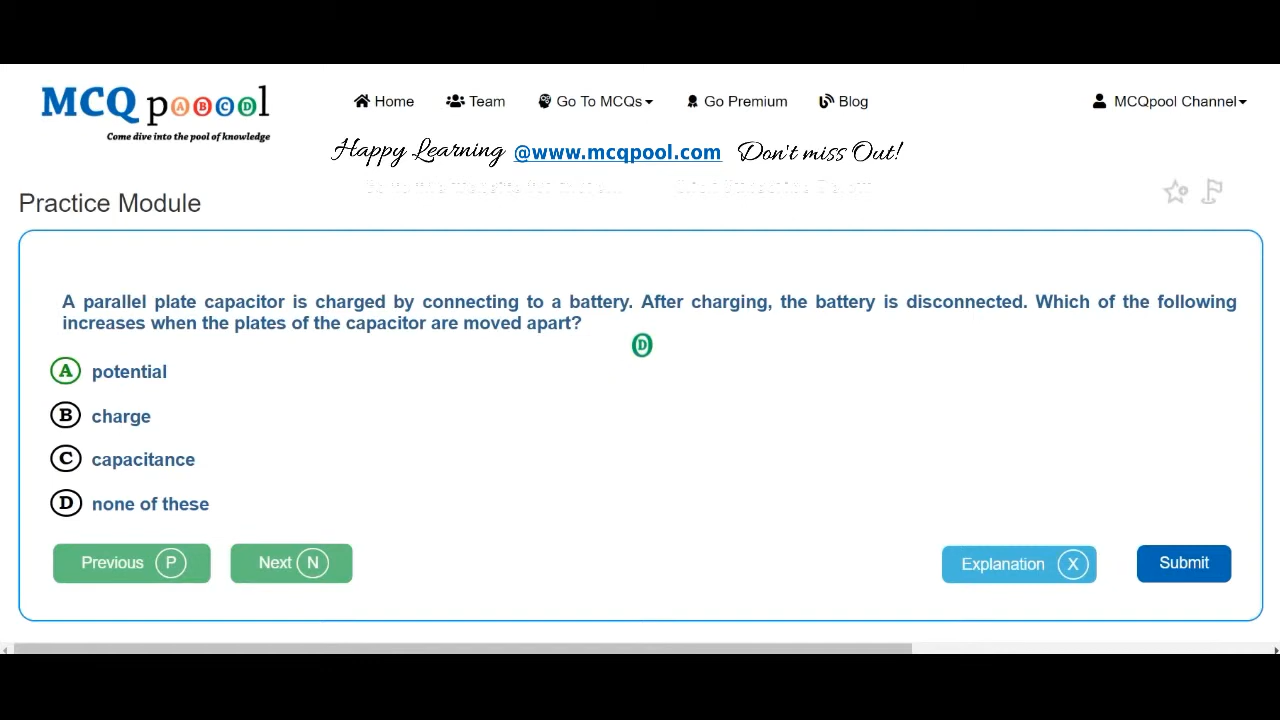 MCQ pABCDl
Come dive into the pool of knowledge
Home Team Go To MCQs Go Premium Blog MCQpool Channel
Happy Learning @www.mcqpool.com Don't miss Out!
Practice Module
A parallel plate capacitor is charged by connecting to a battery. After charging, the battery is disconnected. Which of the following
increases when the plates of the capacitor are moved apart?
D
A potential
B charge
C capacitance
D none of these
Previous P Next N Explanation X Submit